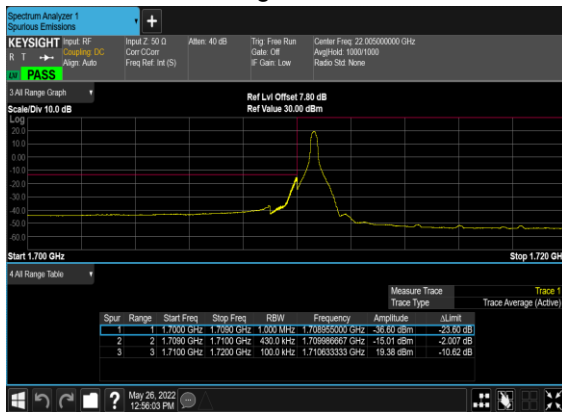 Spectrum Analyzer 1
Spurious Emissions
+
KEYSIGHT Input: RF Input Z: 50 Ω Atten: 40 dB Trig: Free Run Center Freq: 22.005000000 GHz
R T Coupling: DC Corr CCorr Gate: Off Avg|Hold: 1000/1000
Align: Auto Freq Ref: Int (S) IF Gain: Low Radio Std: None
PASS
3 All Range Graph
Ref Lvl Offset 7.80 dB
Scale/Div 10.0 dB Ref Value 30.00 dBm
Log
20.0
10.0
0.00
-10.0
-20.0
-30.0
-40.0
-50.0
-60.0
Start 1.700 GHz Stop 1.720 GH
4 All Range Table
Measure Trace Trace 1
Trace Type Trace Average (Active)
Spur Range Start Freq Stop Freq RBW Frequency Amplitude ΔLimit
1 1 1.7000 GHz 1.7090 GHz 1.000 MHz 1.708955000 GHz -36.60 dBm -23.60 dB
2 2 1.7090 GHz 1.7100 GHz 430.0 kHz 1.709986667 GHz -15.01 dBm -2.007 dB
3 3 1.7100 GHz 1.7200 GHz 100.0 kHz 1.710633333 GHz 19.38 dBm -10.62 dB
? May 26, 2022
12:56:03 PM